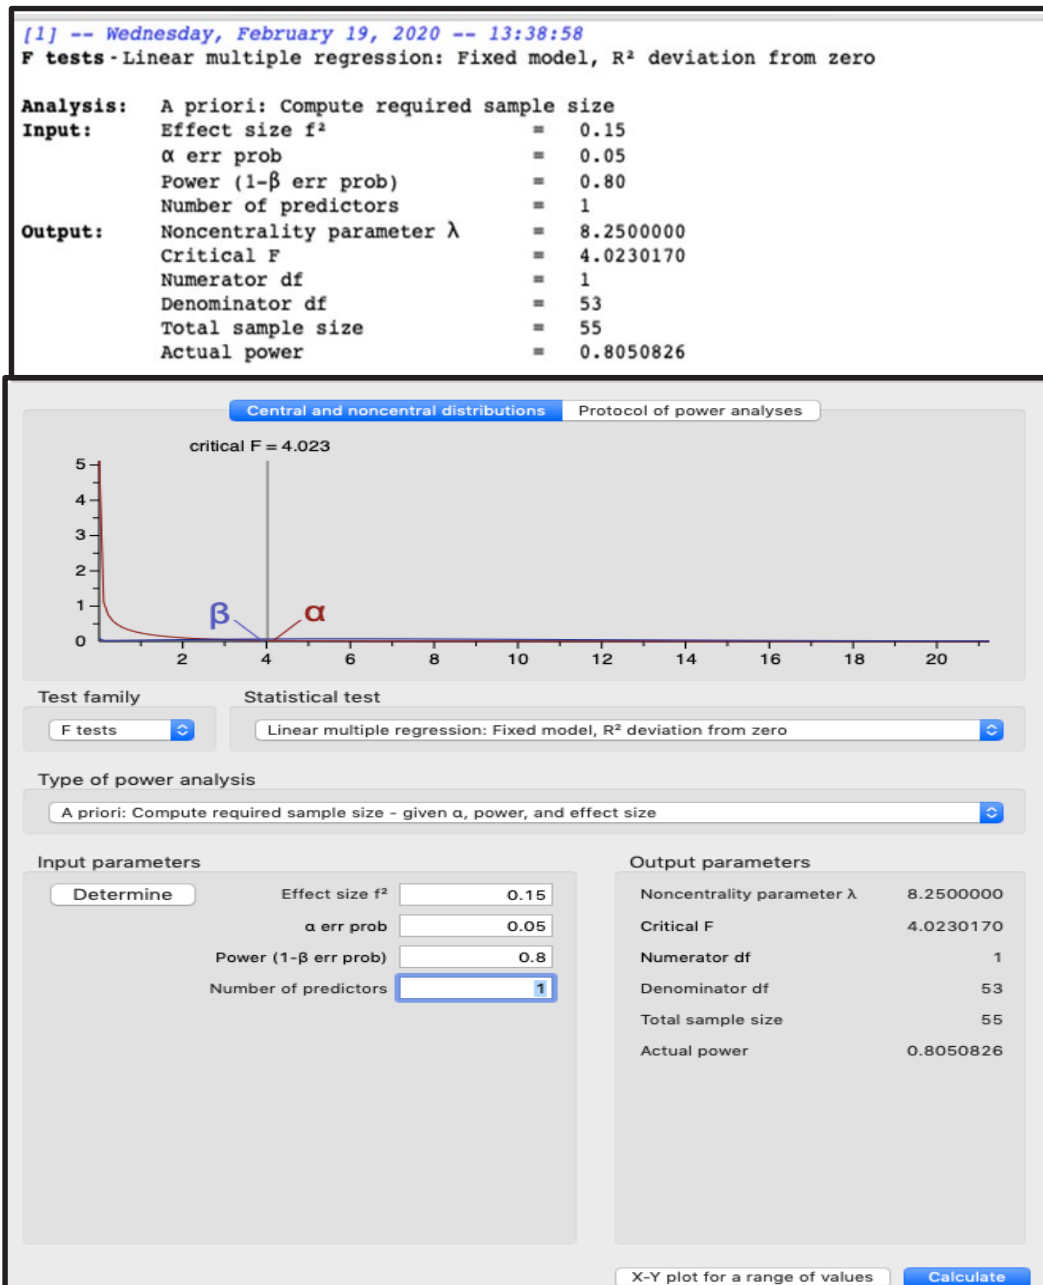 [1] -- Wednesday, February 19, 2020 -- 13:38:58
F tests - Linear multiple regression: Fixed model, R² deviation from zero
Analysis: A priori: Compute required sample size
Input: Effect size f² = 0.15
α err prob = 0.05
Power (1-β err prob) = 0.80
Number of predictors = 1
Output: Noncentrality parameter λ = 8.2500000
Critical F = 4.0230170
Numerator df = 1
Denominator df = 53
Total sample size = 55
Actual power = 0.8050826
Central and noncentral distributions Protocol of power analyses
critical F = 4.023
5
4
3
2
1
0
β α
2 4 6 8 10 12 14 16 18 20
Test family Statistical test
F tests Linear multiple regression: Fixed model, R² deviation from zero
Type of power analysis
A priori: Compute required sample size – given α, power, and effect size
Input parameters Output parameters
Determine Effect size f² 0.15 Noncentrality parameter λ 8.2500000
α err prob 0.05 Critical F 4.0230170
Power (1-β err prob) 0.8 Numerator df 1
Number of predictors 1 Denominator df 53
Total sample size 55
Actual power 0.8050826
X-Y plot for a range of values Calculate